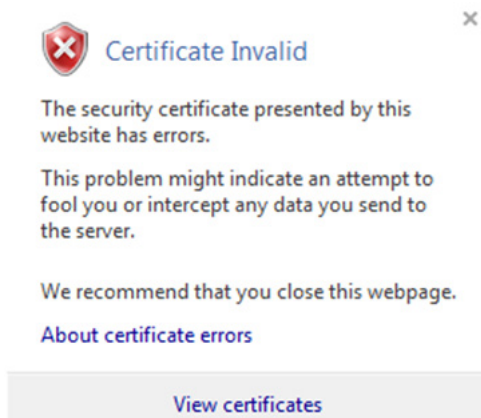 Certificate Invalid
The security certificate presented by this
website has errors.
This problem might indicate an attempt to
fool you or intercept any data you send to
the server.
We recommend that you close this webpage.
About certificate errors
View certificates